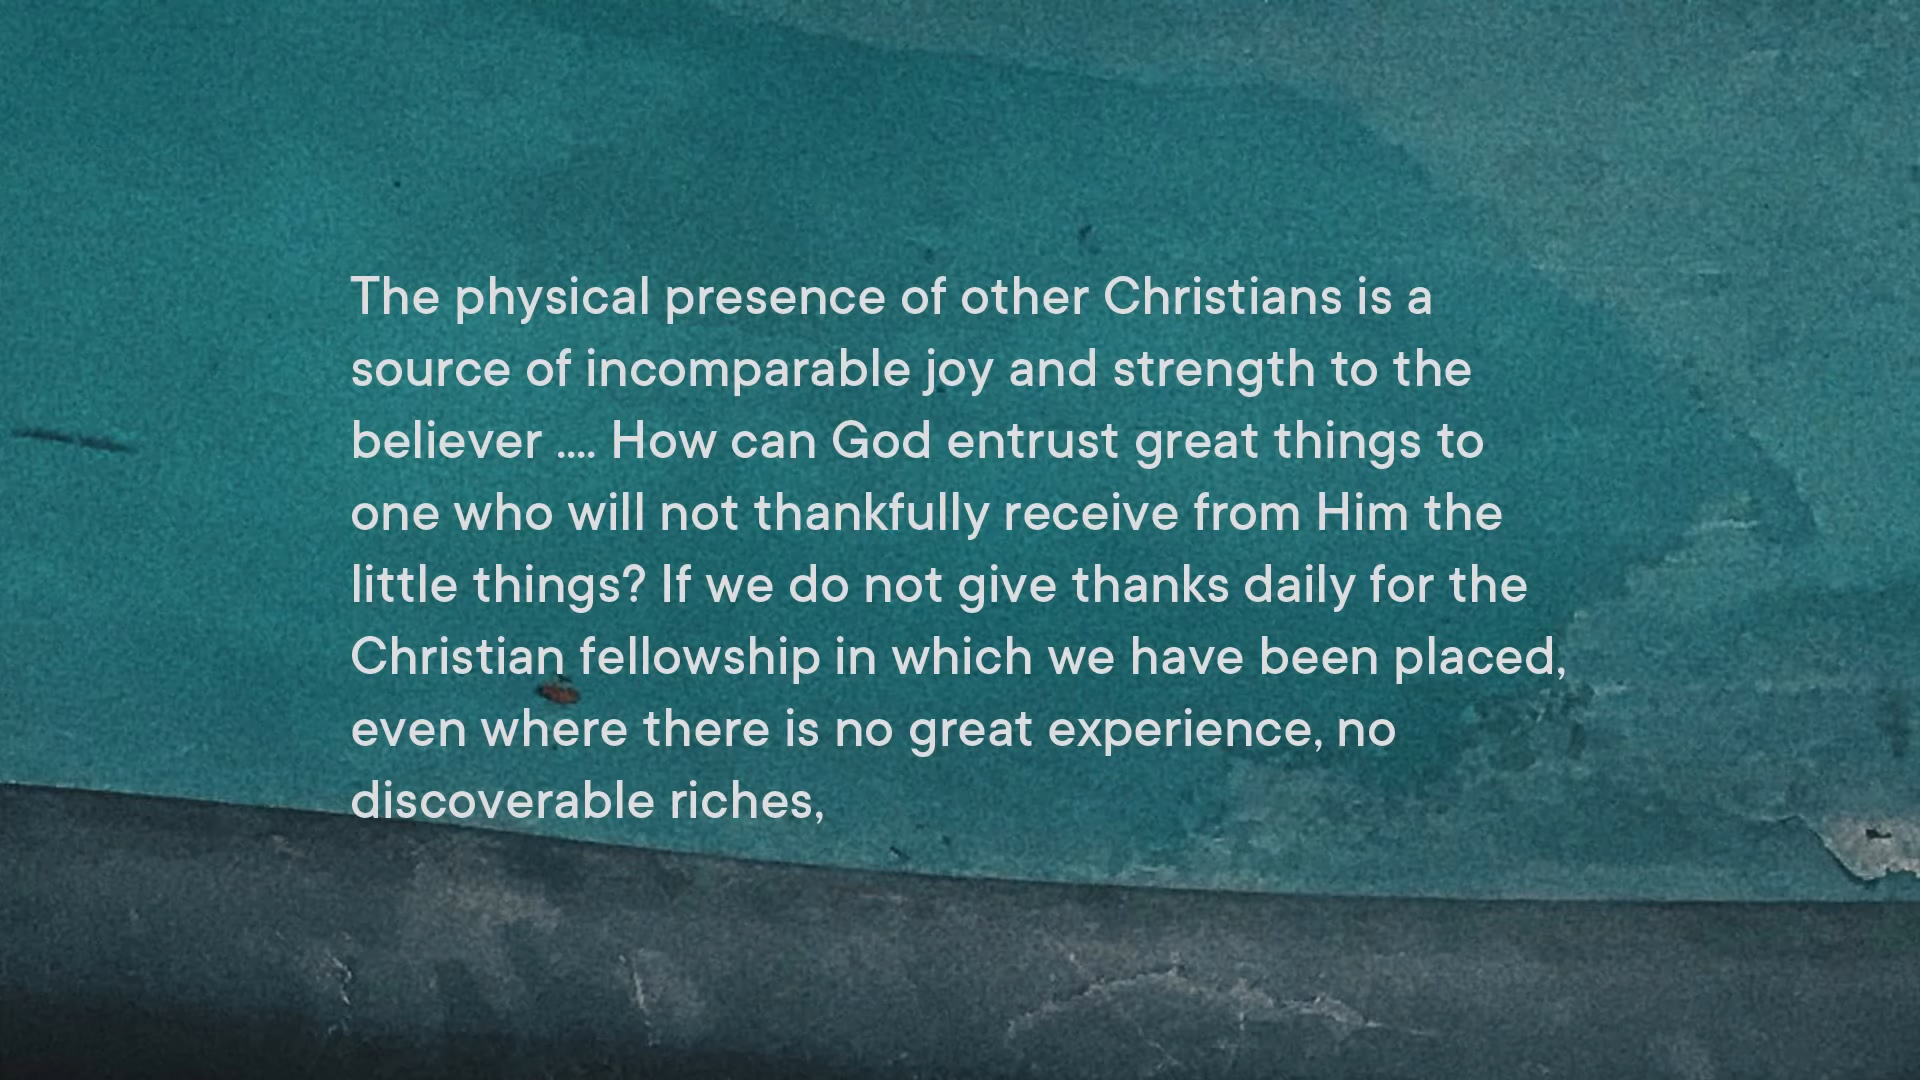 The physical presence of other Christians is a
source of incomparable joy and strength to the
believer .... How can God entrust great things to
one who will not thankfully receive from Him the
little things? If we do not give thanks daily for the
Christian fellowship in which we have been placed,
even where there is no great experience, no
discoverable riches,